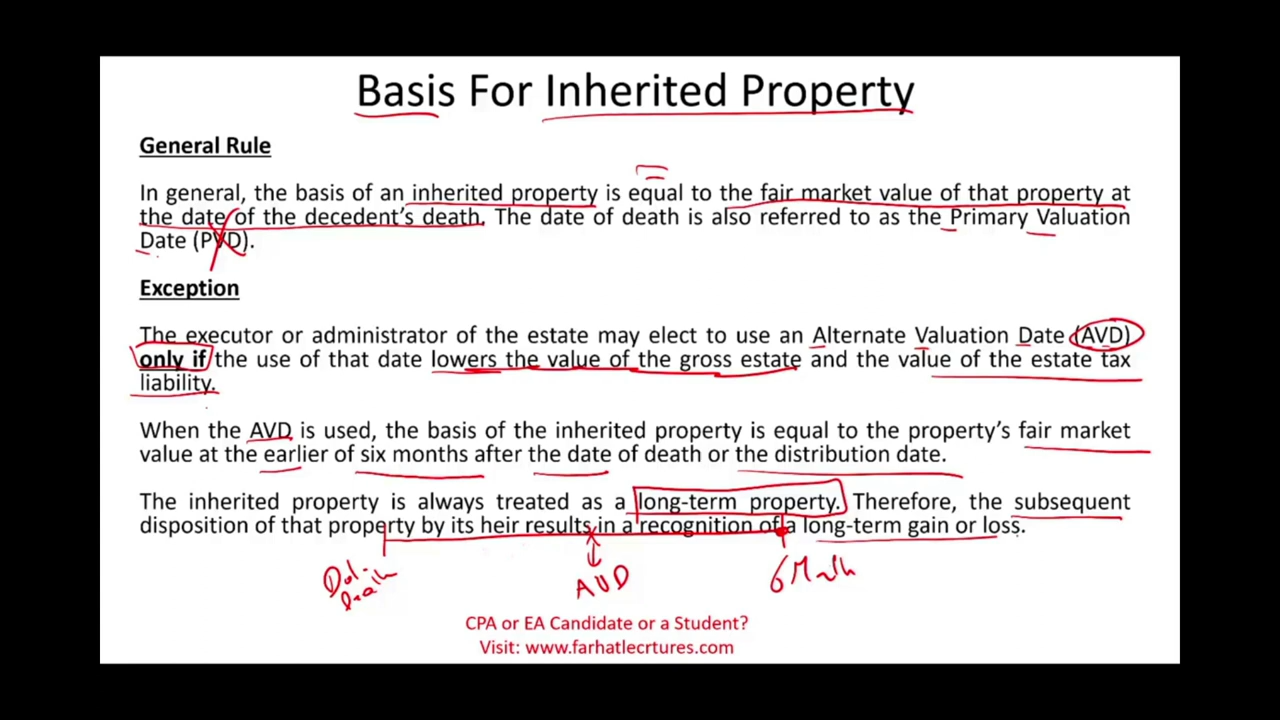 Basis For Inherited Property
General Rule
In general, the basis of an inherited property is equal to the fair market value of that property at
the date of the decedent's death. The date of death is also referred to as the Primary Valuation
Date (PVD).
Exception
The executor or administrator of the estate may elect to use an Alternate Valuation Date (AVD)
only if the use of that date lowers the value of the gross estate and the value of the estate tax
liability.
When the AVD is used, the basis of the inherited property is equal to the property's fair market
value at the earlier of six months after the date of death or the distribution date.
The inherited property is always treated as a long-term property. Therefore, the subsequent
disposition of that property by its heir results in a recognition of a long-term gain or loss.
death
AVD
6 Month
CPA or EA Candidate or a Student?
Visit: www.farhatlecrtures.com